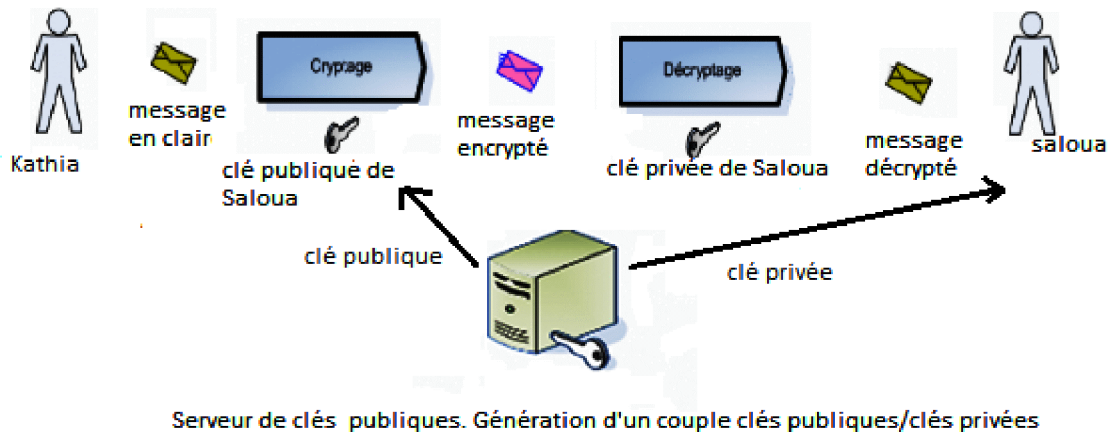 Kathia
message
en claire
Cryptage
clé publique de
Saloua
message
encrypté
Décryptage
clé privée de Saloua
message
décrypté
saloua
clé publique
clé privée
Serveur de clés publiques. Génération d'un couple clés publiques/clés privées